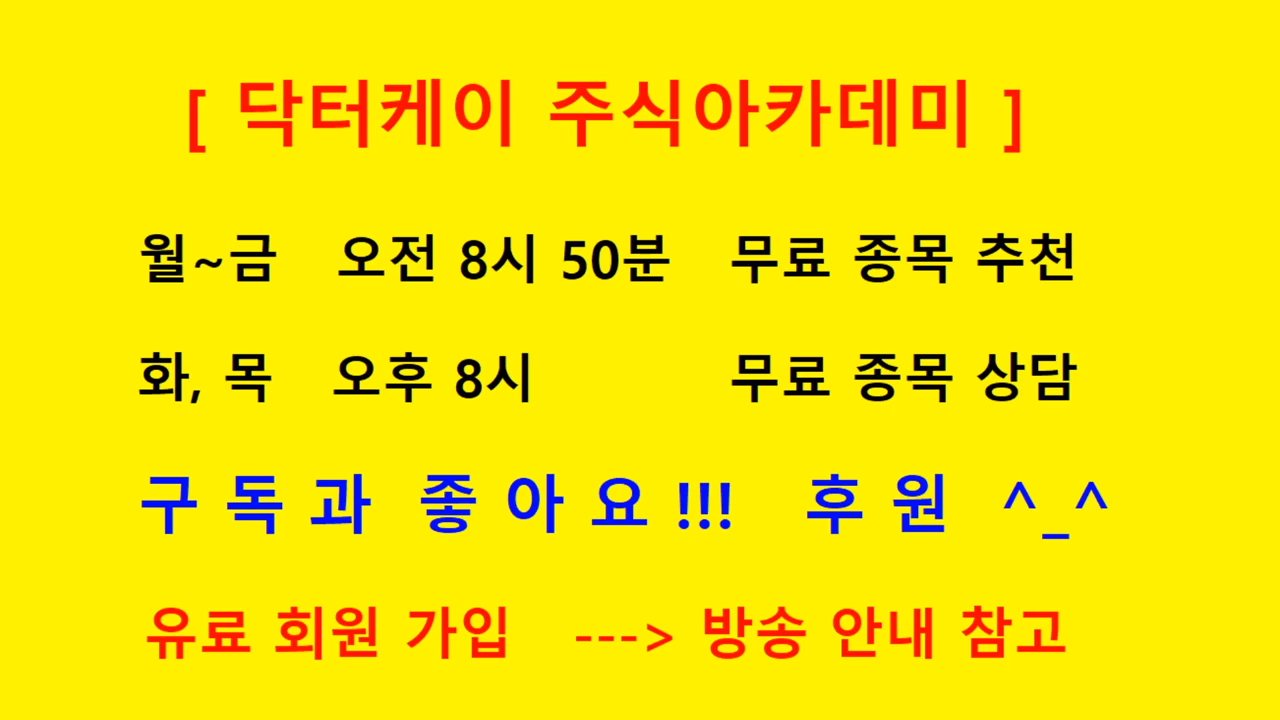 [ 닥터케이 주식아카데미 ]
월~금 오전 8시 50분 무료 종목 추천
화, 목 오후 8시 무료 종목 상담
구 독 과 좋 아 요 !!! 후 원 ^_^
유료 회원 가입 ---> 방송 안내 참고